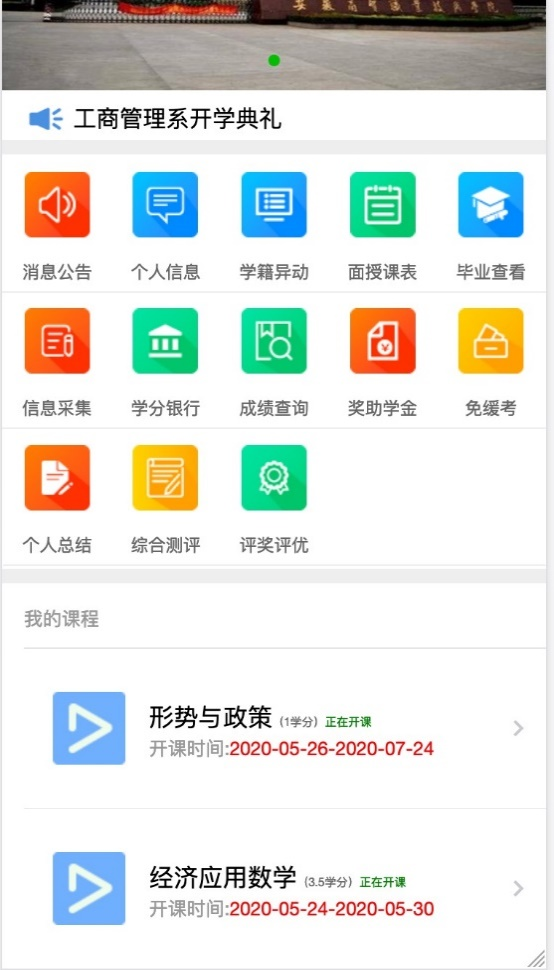 工商管理系开学典礼
消息公告 个人信息 学籍异动 面授课表 毕业查看
信息采集 学分银行 成绩查询 奖助学金 免缓考
个人总结 综合测评 评奖评优
我的课程
形势与政策 (1学分) 正在开课
开课时间:2020-05-26-2020-07-24
经济应用数学 (3.5学分) 正在开课
开课时间:2020-05-24-2020-05-30